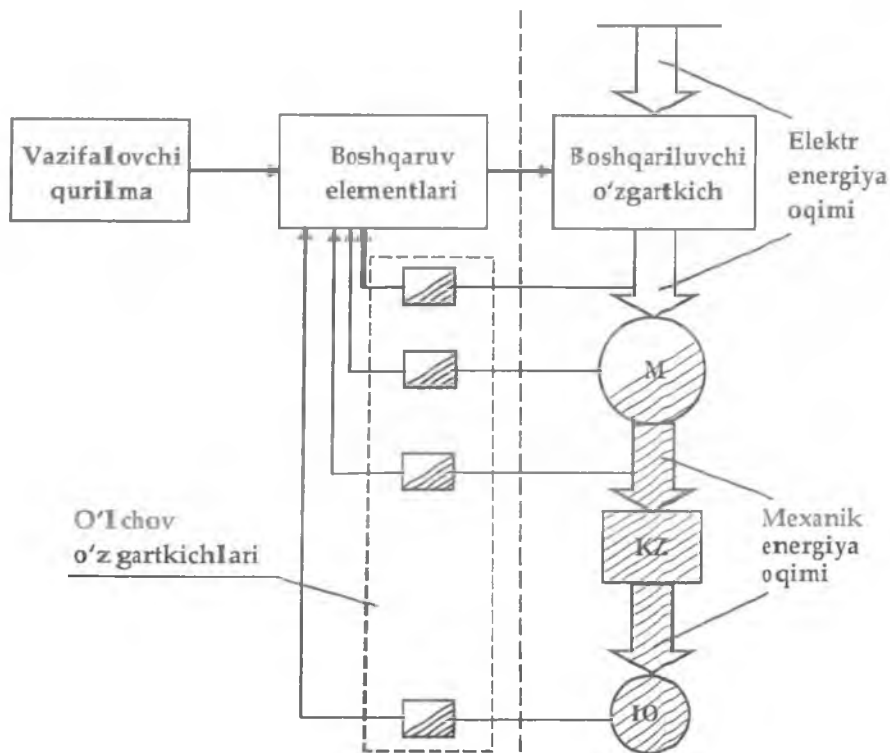 Vazifalovchi
qurilma
Boshqaruv
elementlari
Boshqariluvchi
o‘zgartkich
Elektr
energiya
oqimi
M
O‘lchov
o‘zgartkichlari
KZ
Mexanik
energiya
oqimi
IO